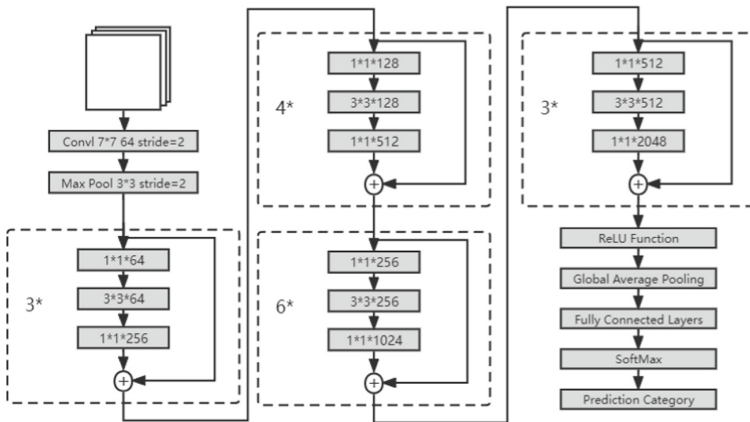 Convl 7*7 64 stride=2
Max Pool 3*3 stride=2
3*
1*1*64
3*3*64
1*1*256
+
4*
1*1*128
3*3*128
1*1*512
+
6*
1*1*256
3*3*256
1*1*1024
+
3*
1*1*512
3*3*512
1*1*2048
+
ReLU Function
Global Average Pooling
Fully Connected Layers
SoftMax
Prediction Category